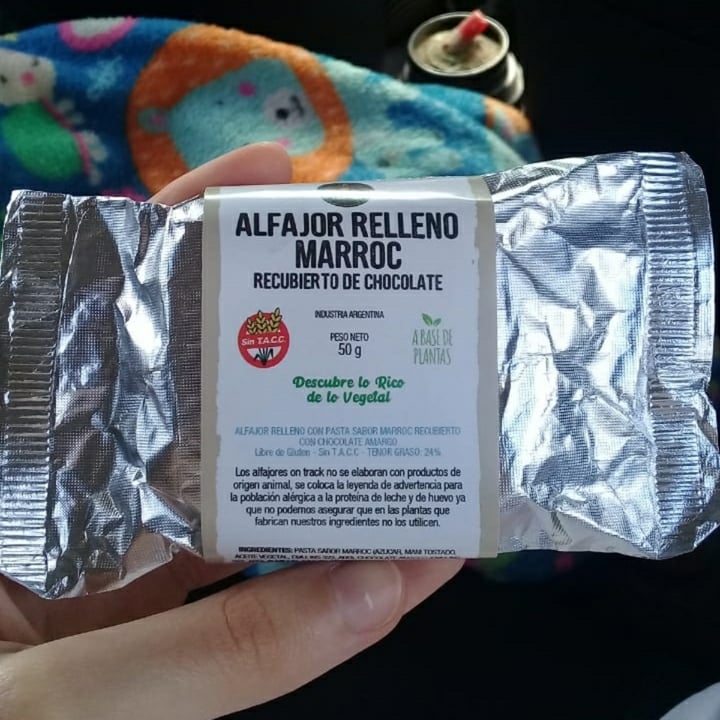 ALFAJOR RELLENO
MARROC
RECUBIERTO DE CHOCOLATE
INDUSTRIA ARGENTINA
Sin T.A.C.C.
PESO NETO
50 g
A BASE DE
PLANTAS
Descubre lo Rico
de lo Vegetal
ALFAJOR RELLENO CON PASTA SABOR MARROC RECUBIERTO
CON CHOCOLATE AMARGO
Libre de Gluten - Sin T.A.C.C - TENOR GRASO: 24%
Los alfajores on track no se elaboran con productos de
origen animal, se coloca la leyenda de advertencia para
la población alérgica a la proteína de leche y de huevo ya
que no podemos asegurar que en las plantas que
fabrican nuestros ingredientes no los utilicen.
INGREDIENTES: PASTA SABOR MARROC (AZUCAR, MANI TOSTADO,
ACEITE VEGETAL,